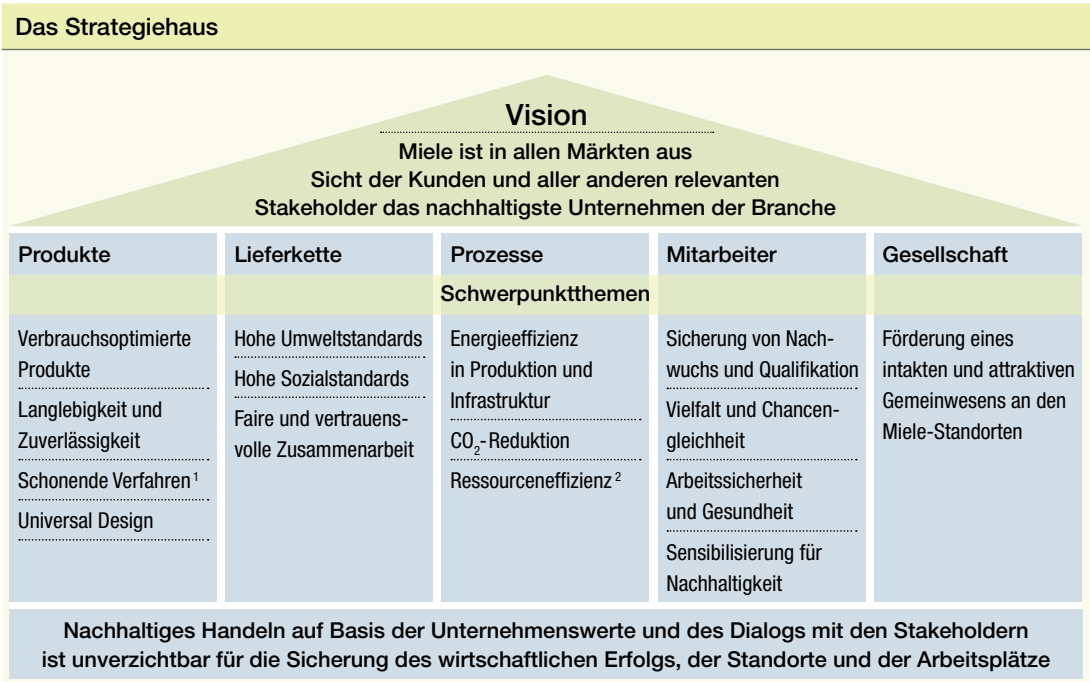 Das Strategiehaus
Vision
Miele ist in allen Märkten aus
Sicht der Kunden und aller anderen relevanten
Stakeholder das nachhaltigste Unternehmen der Branche
Produkte
Lieferkette
Prozesse
Mitarbeiter
Gesellschaft
Schwerpunktthemen
Verbrauchsoptimierte
Produkte
Langlebigkeit und
Zuverlässigkeit
Schonende Verfahren¹
Universal Design
Hohe Umweltstandards
Hohe Sozialstandards
Faire und vertrauens-
volle Zusammenarbeit
Energieeffizienz
in Produktion und
Infrastruktur
CO₂-Reduktion
Ressourceneffizienz²
Sicherung von Nach-
wuchs und Qualifikation
Vielfalt und Chancen-
gleichheit
Arbeitssicherheit
und Gesundheit
Sensibilisierung für
Nachhaltigkeit
Förderung eines
intakten und attraktiven
Gemeinwesens an den
Miele-Standorten
Nachhaltiges Handeln auf Basis der Unternehmenswerte und des Dialogs mit den Stakeholdern
ist unverzichtbar für die Sicherung des wirtschaftlichen Erfolgs, der Standorte und der Arbeitsplätze